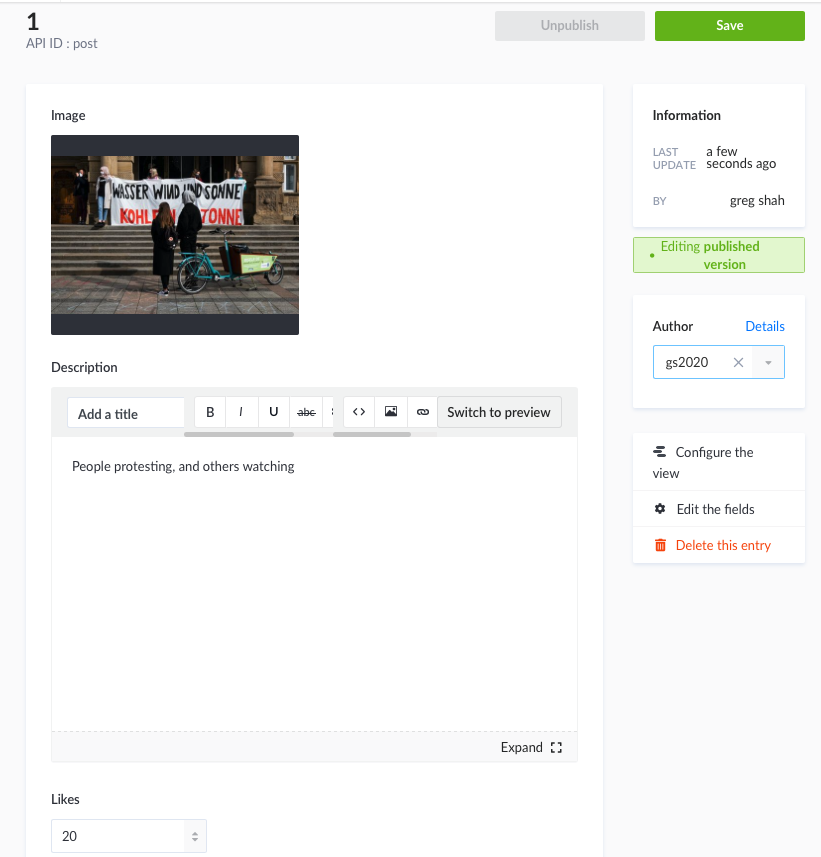 1
API ID : post
Unpublish
Save
Image
WASSER WIND UND SONNE
KOHLE TONNE
Description
Add a title
B
I
U
abc
Switch to preview
People protesting, and others watching
Expand
Likes
20
Information
LAST UPDATE
a few seconds ago
BY
greg shah
Editing published
version
Author
Details
gs2020
Configure the
view
Edit the fields
Delete this entry